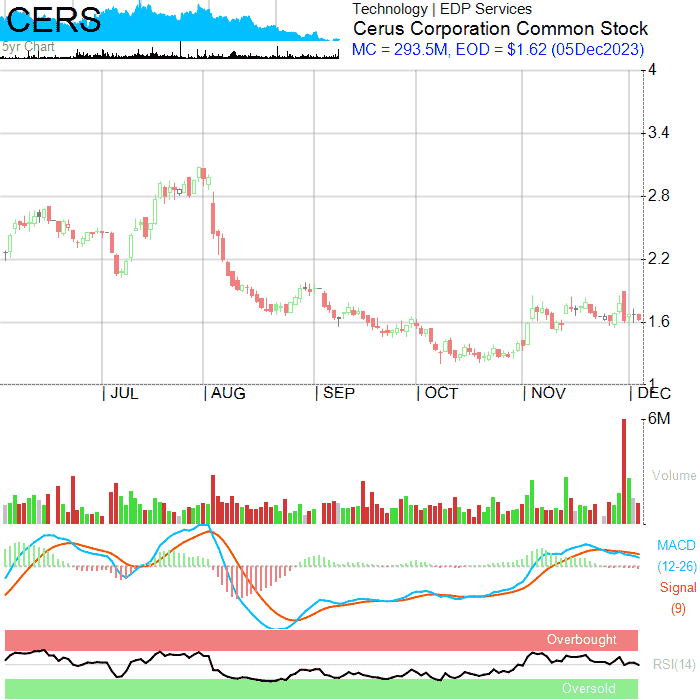 CERS
5yr Chart
Technology | EDP Services
Cerus Corporation Common Stock
MC = 293.5M, EOD = $1.62 (05Dec2023)
4
3.4
2.8
2.2
1.6
1
| JUL | AUG | SEP | OCT | NOV | DEC
6M
Volume
MACD
(12-26)
Signal
(9)
Overbought
RSI(14)
Oversold